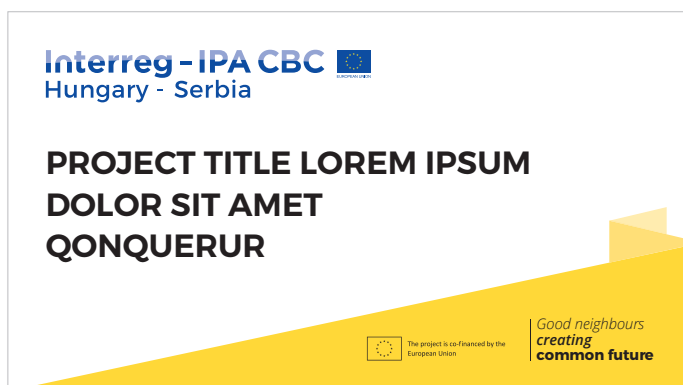 Interreg - IPA CBC
EUROPEAN UNION
Hungary - Serbia
PROJECT TITLE LOREM IPSUM
DOLOR SIT AMET
QONQUERUR
The project is co-financed by the
European Union
Good neighbours
creating
common future